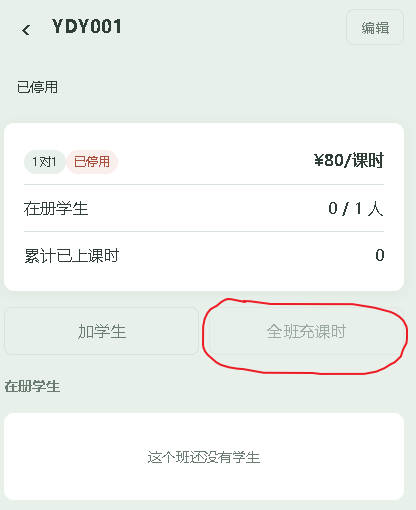 YDY001
编辑
已停用
1对1 已停用 ¥80/课时
在册学生 0 / 1 人
累计已上课时 0
加学生 全班充课时
在册学生
这个班还没有学生